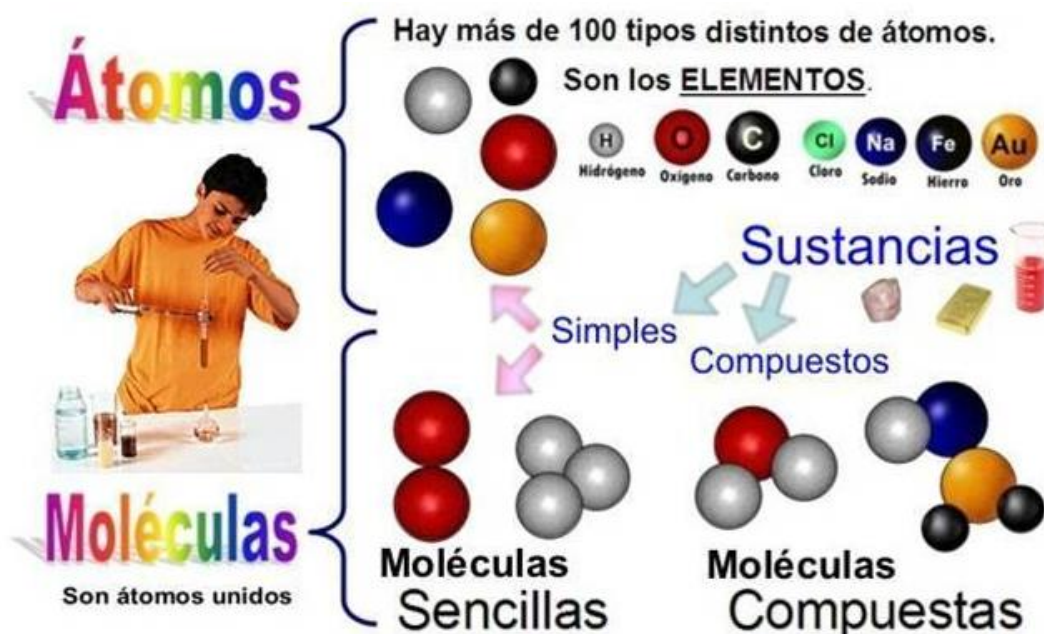 Átomos
Hay más de 100 tipos distintos de átomos.
Son los ELEMENTOS.
H O C Cl Na Fe Au
Hidrógeno Oxígeno Carbono Cloro Sodio Hierro Oro
Sustancias
Simples
Compuestos
Moléculas
Son átomos unidos
Moléculas
Sencillas
Moléculas
Compuestas